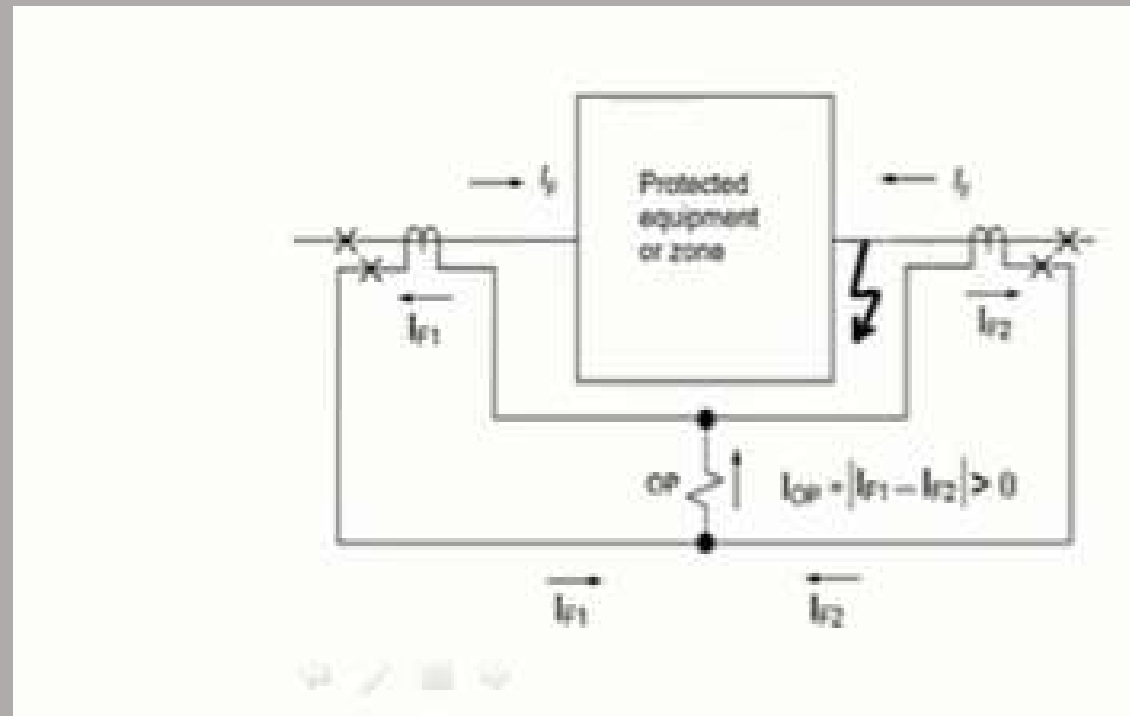 Protected
equipment
or zone
I_F1
I_F2
OP
I_OP = |I_F1 – I_F2| > 0
I_F1
I_F2